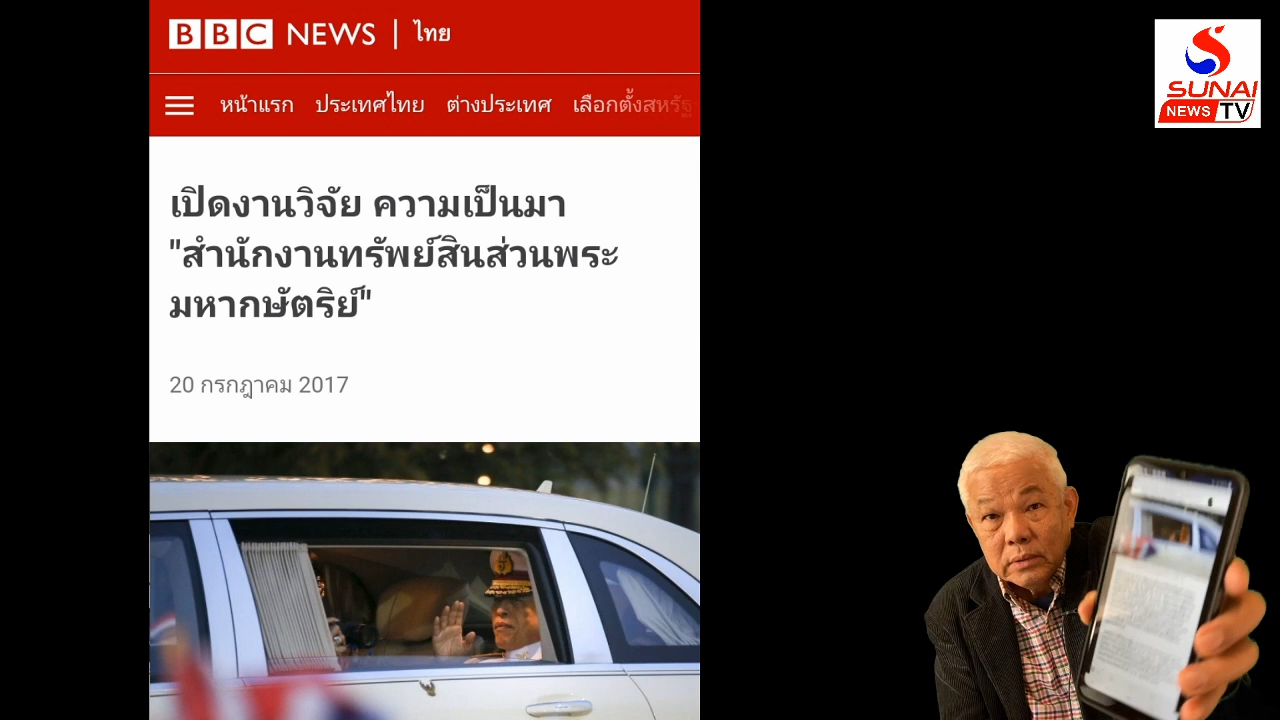 BBC NEWS | ไทย
หน้าแรก ประเทศไทย ต่างประเทศ เลือกตั้งสหรัฐ
เปิดงานวิจัย ความเป็นมา
"สำนักงานทรัพย์สินส่วนพระ
มหากษัตริย์"
20 กรกฎาคม 2017
SUNAI
NEWS TV